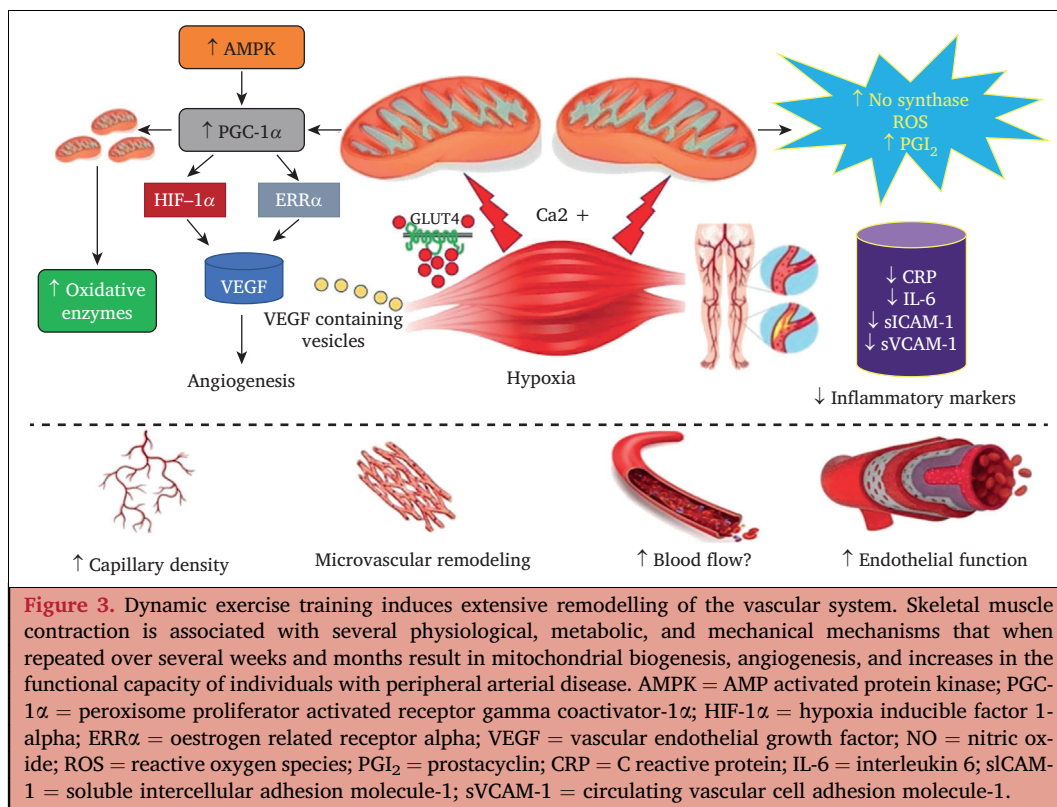 ↑ AMPK
↑ PGC-1α
HIF–1α
ERRα
VEGF
↑ Oxidative
enzymes
Angiogenesis
VEGF containing
vesicles
GLUT4
Ca2 +
Hypoxia
↑ No synthase
ROS
↑ PGI₂
↓ CRP
↓ IL-6
↓ sICAM-1
↓ sVCAM-1
↓ Inflammatory markers
↑ Capillary density
Microvascular remodeling
↑ Blood flow?
↑ Endothelial function
Figure 3. Dynamic exercise training induces extensive remodelling of the vascular system. Skeletal muscle
contraction is associated with several physiological, metabolic, and mechanical mechanisms that when
repeated over several weeks and months result in mitochondrial biogenesis, angiogenesis, and increases in the
functional capacity of individuals with peripheral arterial disease. AMPK = AMP activated protein kinase; PGC-
1α = peroxisome proliferator activated receptor gamma coactivator-1α; HIF-1α = hypoxia inducible factor 1-
alpha; ERRα = oestrogen related receptor alpha; VEGF = vascular endothelial growth factor; NO = nitric ox-
ide; ROS = reactive oxygen species; PGI₂ = prostacyclin; CRP = C reactive protein; IL-6 = interleukin 6; sICAM-
1 = soluble intercellular adhesion molecule-1; sVCAM-1 = circulating vascular cell adhesion molecule-1.